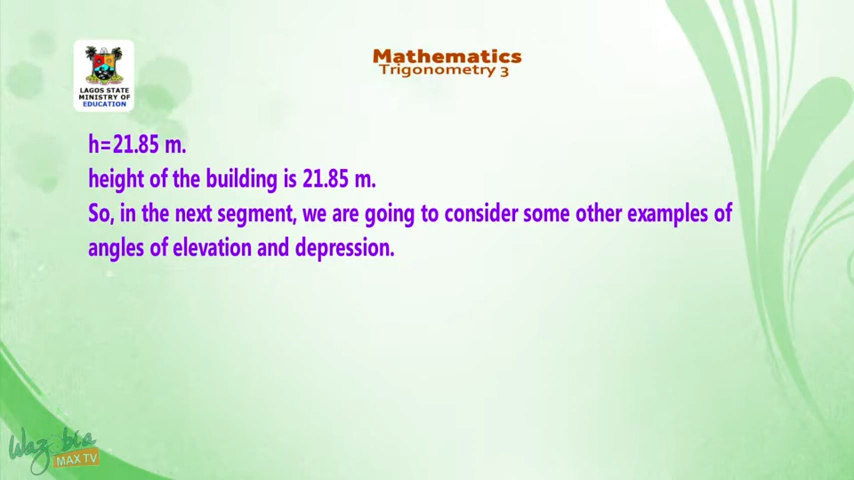 Mathematics
Trigonometry 3
LAGOS STATE
MINISTRY OF
EDUCATION
h=21.85 m.
height of the building is 21.85 m.
So, in the next segment, we are going to consider some other examples of
angles of elevation and depression.
Wazobia
MAX TV